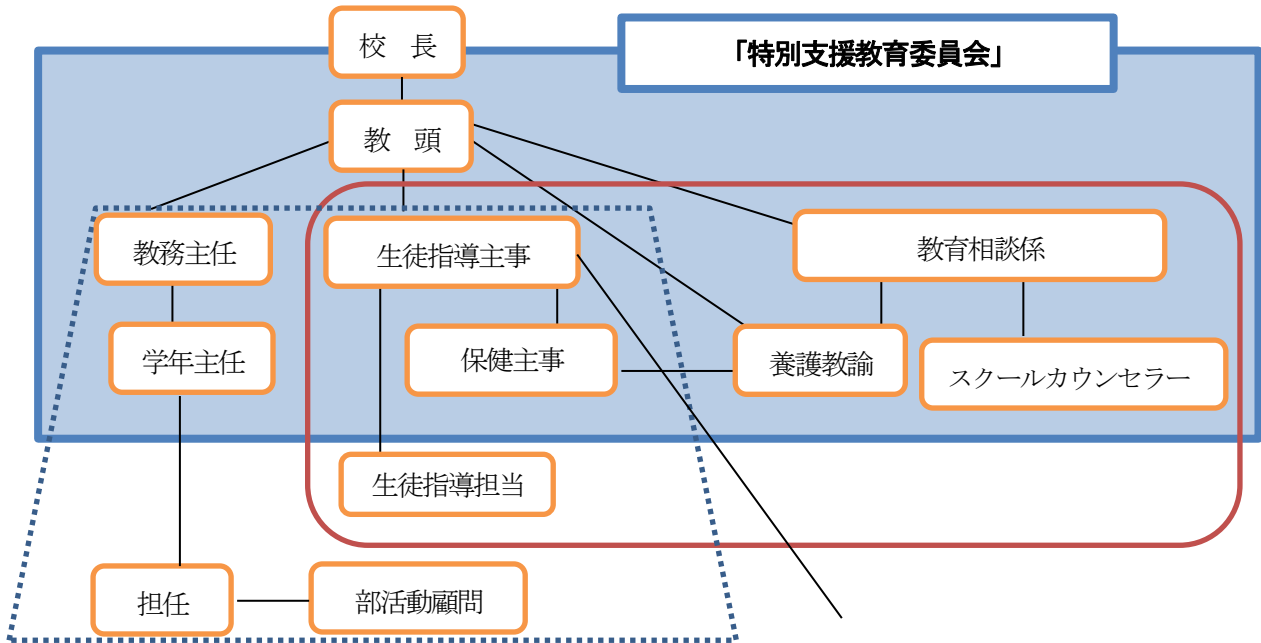 校　長
「特別支援教育委員会」
教　頭
教務主任
生徒指導主事
教育相談係
学年主任
保健主事
養護教諭
スクールカウンセラー
生徒指導担当
担任
部活動顧問